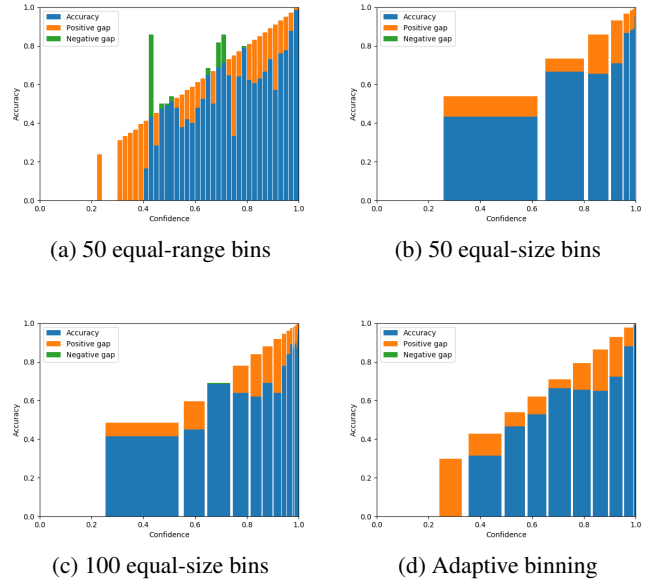 Accuracy
Positive gap
Negative gap
1.0
0.8
0.6
0.4
0.2
0.0
Accuracy
0.0 0.2 0.4 0.6 0.8 1.0
Confidence
(a) 50 equal-range bins
Accuracy
Positive gap
Negative gap
1.0
0.8
0.6
0.4
0.2
0.0
Accuracy
0.0 0.2 0.4 0.6 0.8 1.0
Confidence
(b) 50 equal-size bins
Accuracy
Positive gap
Negative gap
1.0
0.8
0.6
0.4
0.2
0.0
Accuracy
0.0 0.2 0.4 0.6 0.8 1.0
Confidence
(c) 100 equal-size bins
Accuracy
Positive gap
Negative gap
1.0
0.8
0.6
0.4
0.2
0.0
Accuracy
0.0 0.2 0.4 0.6 0.8 1.0
Confidence
(d) Adaptive binning